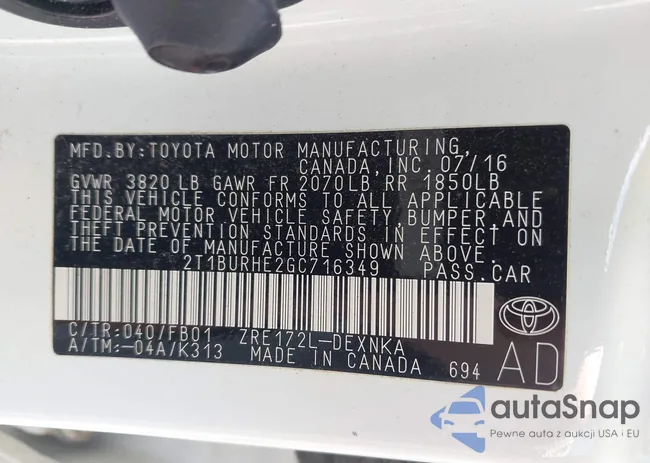 MFD. BY: TOYOTA MOTOR MANUFACTURING,
CANADA, INC. 07/16
GVWR 3820 LB GAWR FR 2070LB RR 1850LB
THIS VEHICLE CONFORMS TO ALL APPLICABLE
FEDERAL MOTOR VEHICLE SAFETY, BUMPER, AND
THEFT PREVENTION STANDARDS IN EFFECT ON
THE DATE OF MANUFACTURE SHOWN ABOVE.
2T1BURHE2GC716349 PASS.CAR
C/TR:040/FB01 ZRE172L-DEXNKA
A/TM:-04A/K313 MADE IN CANADA 694
AD
autaSnap
Pewne auta z aukcji USA i EU